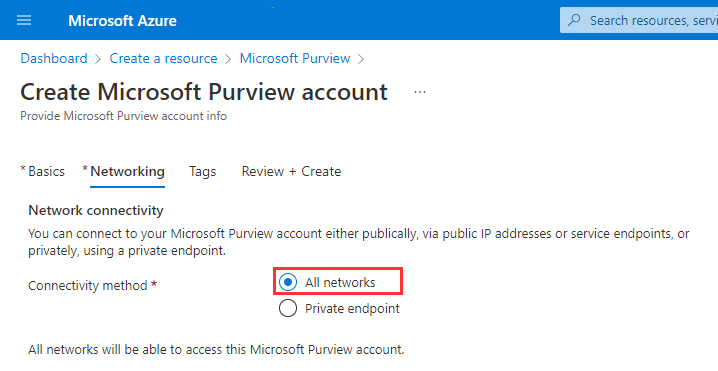 Microsoft Azure
Search resources, servi
Dashboard > Create a resource > Microsoft Purview >
Create Microsoft Purview account ...
Provide Microsoft Purview account info
* Basics * Networking Tags Review + Create
Network connectivity
You can connect to your Microsoft Purview account either publically, via public IP addresses or service endpoints, or
privately, using a private endpoint.
Connectivity method *
All networks
Private endpoint
All networks will be able to access this Microsoft Purview account.